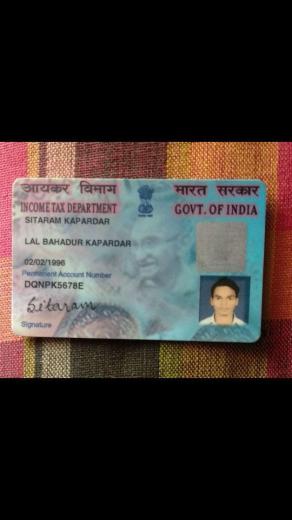 आयकर विभाग
INCOME TAX DEPARTMENT
भारत सरकार
GOVT. OF INDIA
SITARAM KAPARDAR
LAL BAHADUR KAPARDAR
02/02/1996
Permanent Account Number
DQNPK5678E
Sitaram
Signature